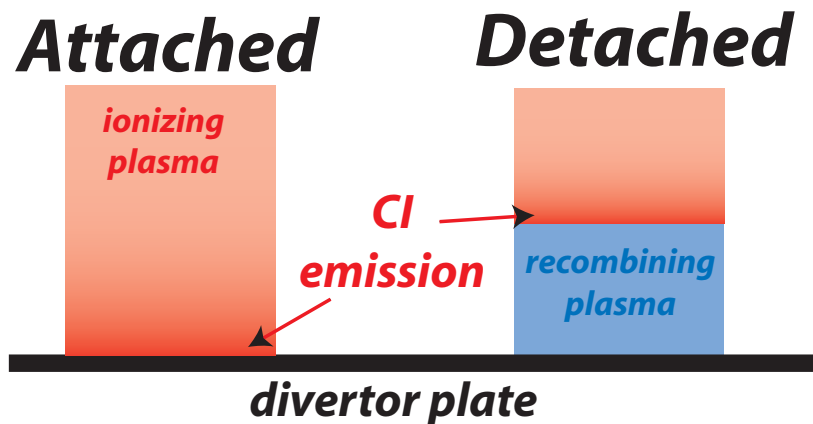 Attached
Detached
ionizing
plasma
CI
emission
recombining
plasma
divertor plate